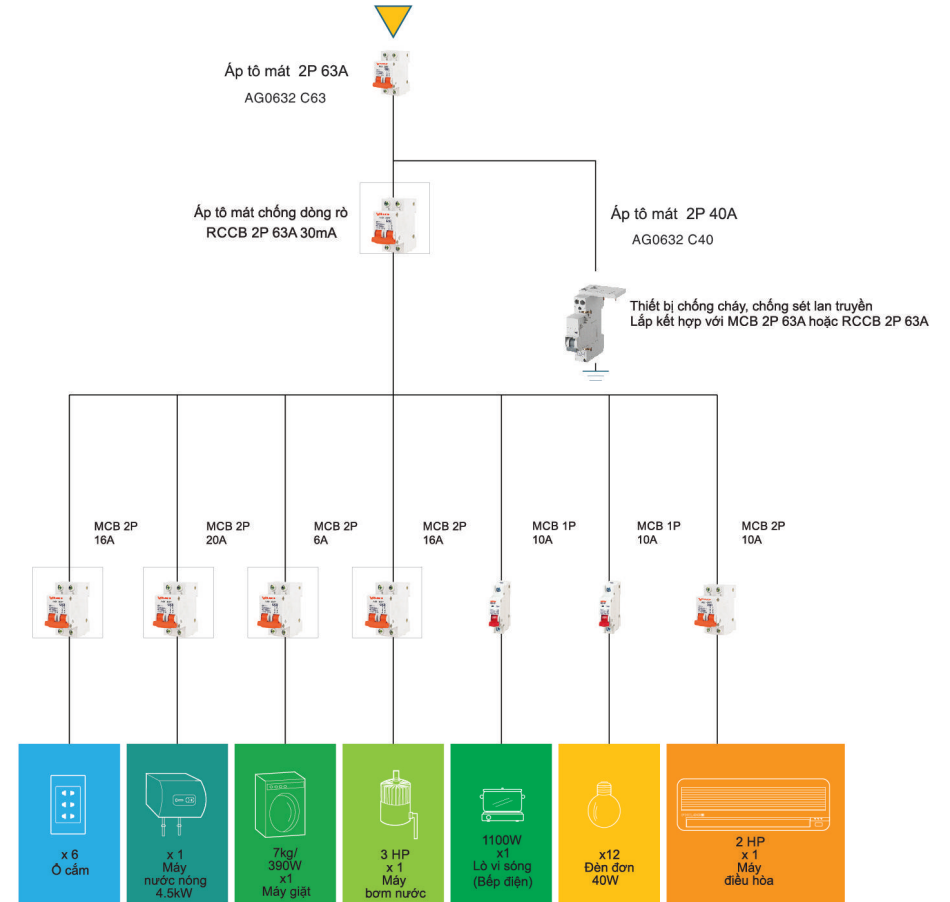 Áp tô mát 2P 63A
AG0632 C63
Áp tô mát chống dòng rò
RCCB 2P 63A 30mA
Áp tô mát 2P 40A
AG0632 C40
Thiết bị chống cháy, chống sét lan truyền
Lắp kết hợp với MCB 2P 63A hoặc RCCB 2P 63A
MCB 2P
16A
MCB 2P
20A
MCB 2P
6A
MCB 2P
16A
MCB 1P
10A
MCB 1P
10A
MCB 2P
10A
x 6
Ổ cắm
x 1
Máy
nước nóng
4.5kW
7kg/
390W
x1
Máy giặt
3 HP
x 1
Máy
bơm nước
1100W
x1
Lò vi sóng
(Bếp điện)
x12
Đèn đơn
40W
2 HP
x 1
Máy
điều hòa